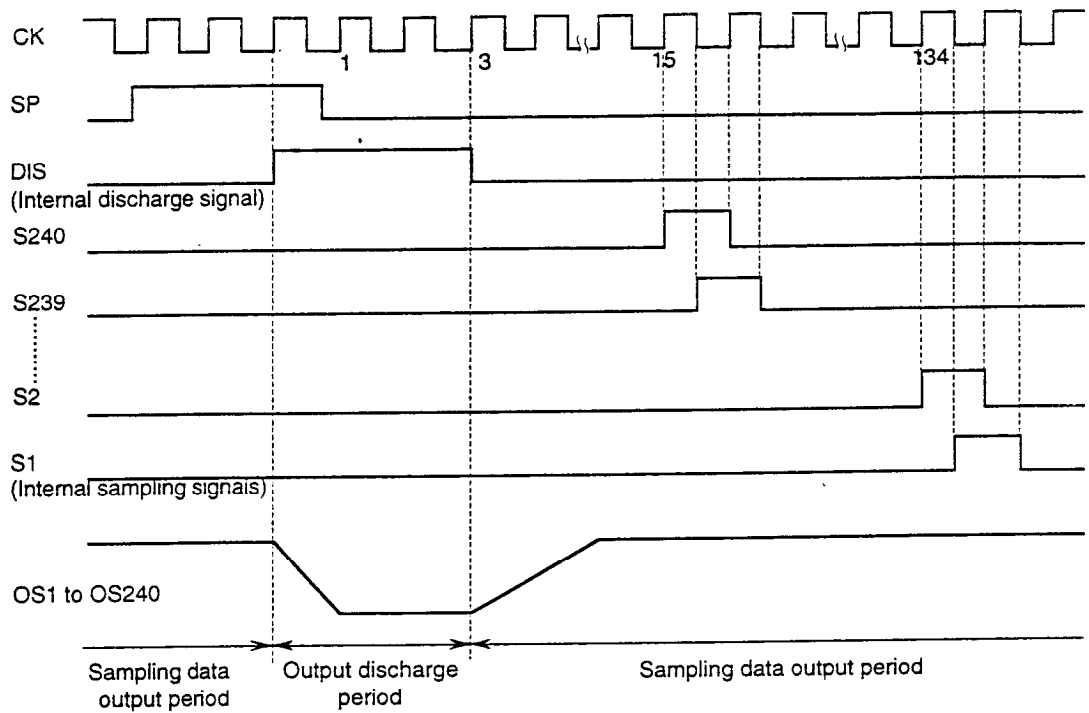 CK
1
3
15
134
SP
DIS
(Internal discharge signal)
S240
S239
S2
S1
(Internal sampling signals)
OS1 to OS240
Sampling data
output period
Output discharge
period
Sampling data output period